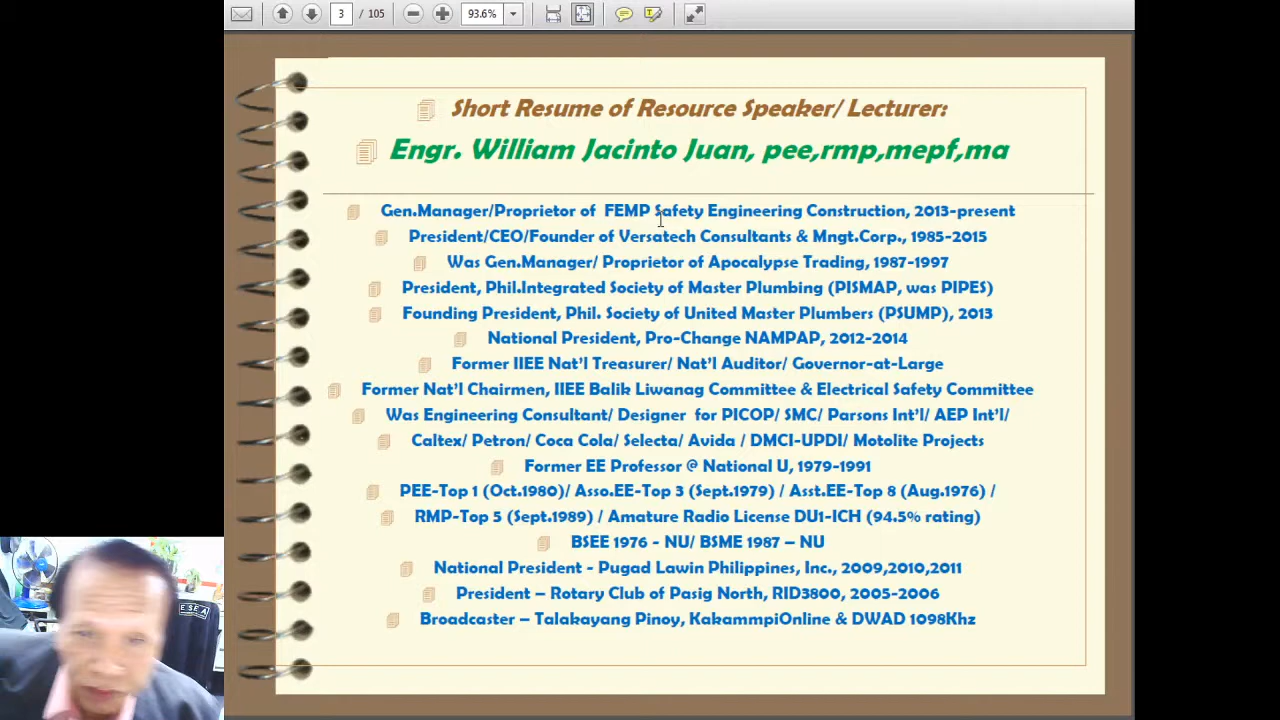 3 / 105
93.6%
Short Resume of Resource Speaker/ Lecturer:
Engr. William Jacinto Juan, pee,rmp,mepf,ma
Gen.Manager/Proprietor of FEMP Safety Engineering Construction, 2013-present
President/CEO/Founder of Versatech Consultants & Mngt.Corp., 1985-2015
Was Gen.Manager/ Proprietor of Apocalypse Trading, 1987-1997
President, Phil.Integrated Society of Master Plumbing (PISMAP, was PIPES)
Founding President, Phil. Society of United Master Plumbers (PSUMP), 2013
National President, Pro-Change NAMPAP, 2012-2014
Former IIEE Nat'l Treasurer/ Nat'l Auditor/ Governor-at-Large
Former Nat'l Chairmen, IIEE Balik Liwanag Committee & Electrical Safety Committee
Was Engineering Consultant/ Designer for PICOP/ SMC/ Parsons Int'l/ AEP Int'l/
Caltex/ Petron/ Coca Cola/ Selecta/ Avida / DMCI-UPDI/ Motolite Projects
Former EE Professor @ National U, 1979-1991
PEE-Top 1 (Oct.1980)/ Asso.EE-Top 3 (Sept.1979) / Asst.EE-Top 8 (Aug.1976) /
RMP-Top 5 (Sept.1989) / Amature Radio License DU1-ICH (94.5% rating)
BSEE 1976 - NU/ BSME 1987 – NU
National President - Pugad Lawin Philippines, Inc., 2009,2010,2011
President – Rotary Club of Pasig North, RID3800, 2005-2006
Broadcaster – Talakayang Pinoy, KakammpiOnline & DWAD 1098Khz
ESEA